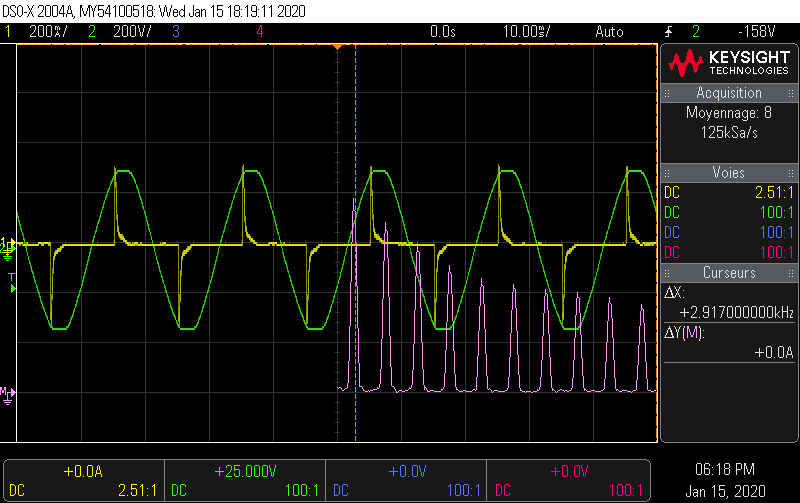 DSO-X 2004A, MY54100518: Wed Jan 15 18:19:11 2020
1 200%/ 2 200V/ 3 4 0.0s 10.00%/ Auto 2 -158V
KEYSIGHT
TECHNOLOGIES
Acquisition
Moyennage: 8
125kSa/s
Voies
DC 2.51:1
DC 100:1
DC 100:1
DC 100:1
Curseurs
ΔX:
+2.917000000kHz
ΔY(M):
+0.0A
1
2
T
M
+0.0A +25.000V +0.0V +0.0V
DC 2.51:1 DC 100:1 DC 100:1 DC 100:1
06:18 PM
Jan 15, 2020